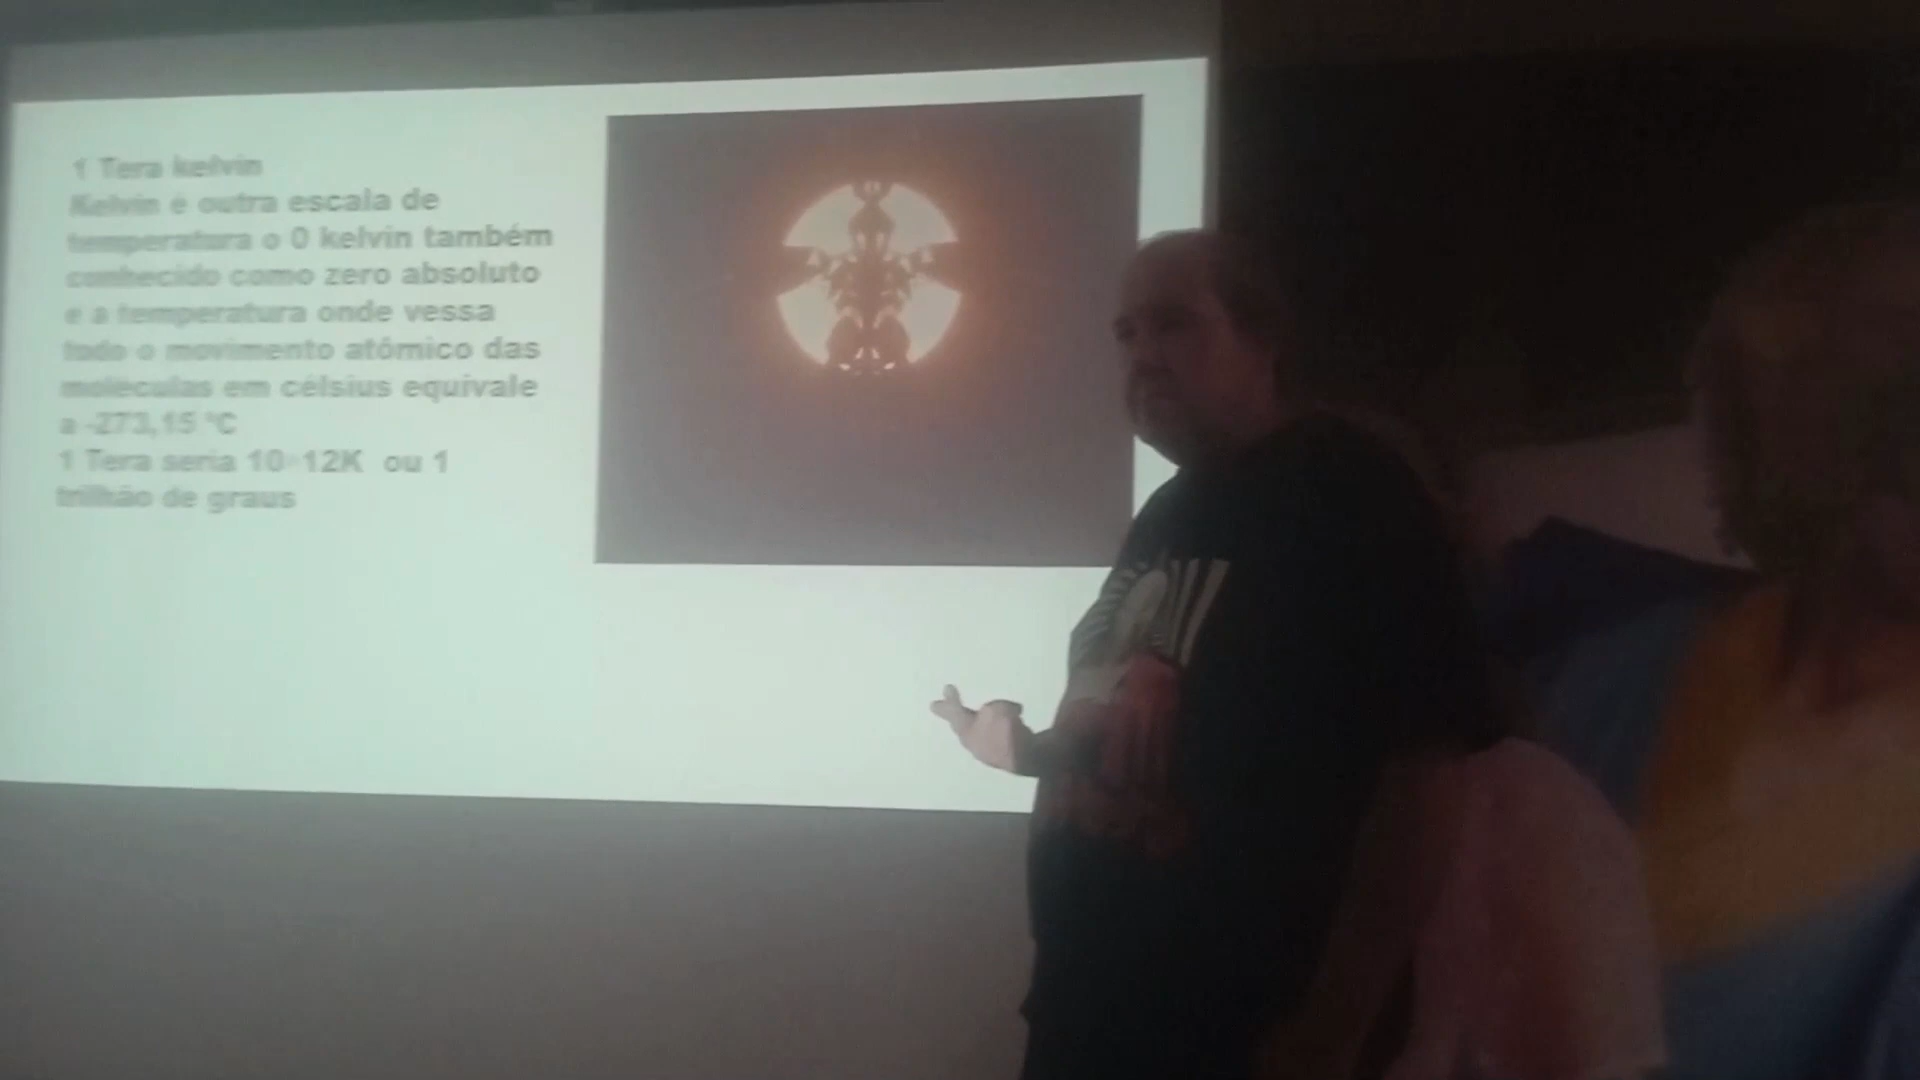 1 Tera kelvin
Kelvin é outra escala de
temperatura o 0 kelvin também
conhecido como zero absoluto
e a temperatura onde vessa
todo o movimento atômico das
moléculas em célsius equivale
a -273,15 °C
1 Tera seria 10^12K ou 1
trilhão de graus